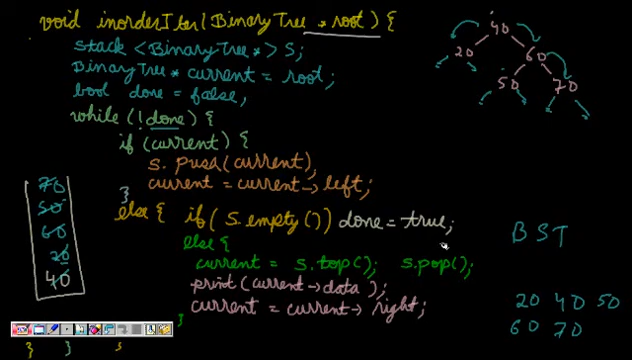 void inorderIter(BinaryTree *root) {
stack <BinaryTree*> S;
BinaryTree* current = root;
bool done = false;
while (!done) {
if (current) {
s.push(current);
current = current->left;
}
else { if (S.empty()) done = true;
else {
current = s.top(); s.pop();
print(current->data);
current = current->right;
}
} } }
40
20 60
50 70
70
50
60
20
40
BST
20 40 50
60 70